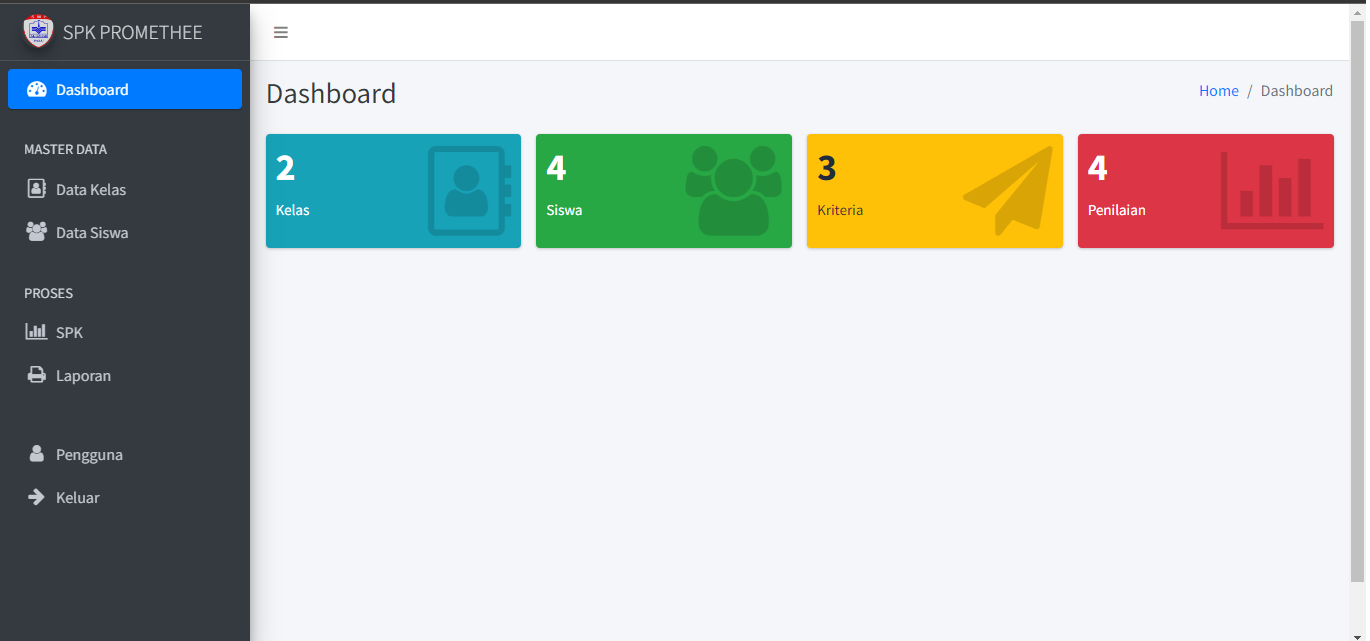 SPK PROMETHEE
Dashboard
MASTER DATA
Data Kelas
Data Siswa
PROSES
SPK
Laporan
Pengguna
Keluar
Dashboard
Home / Dashboard
2
Kelas
4
Siswa
3
Kriteria
4
Penilaian